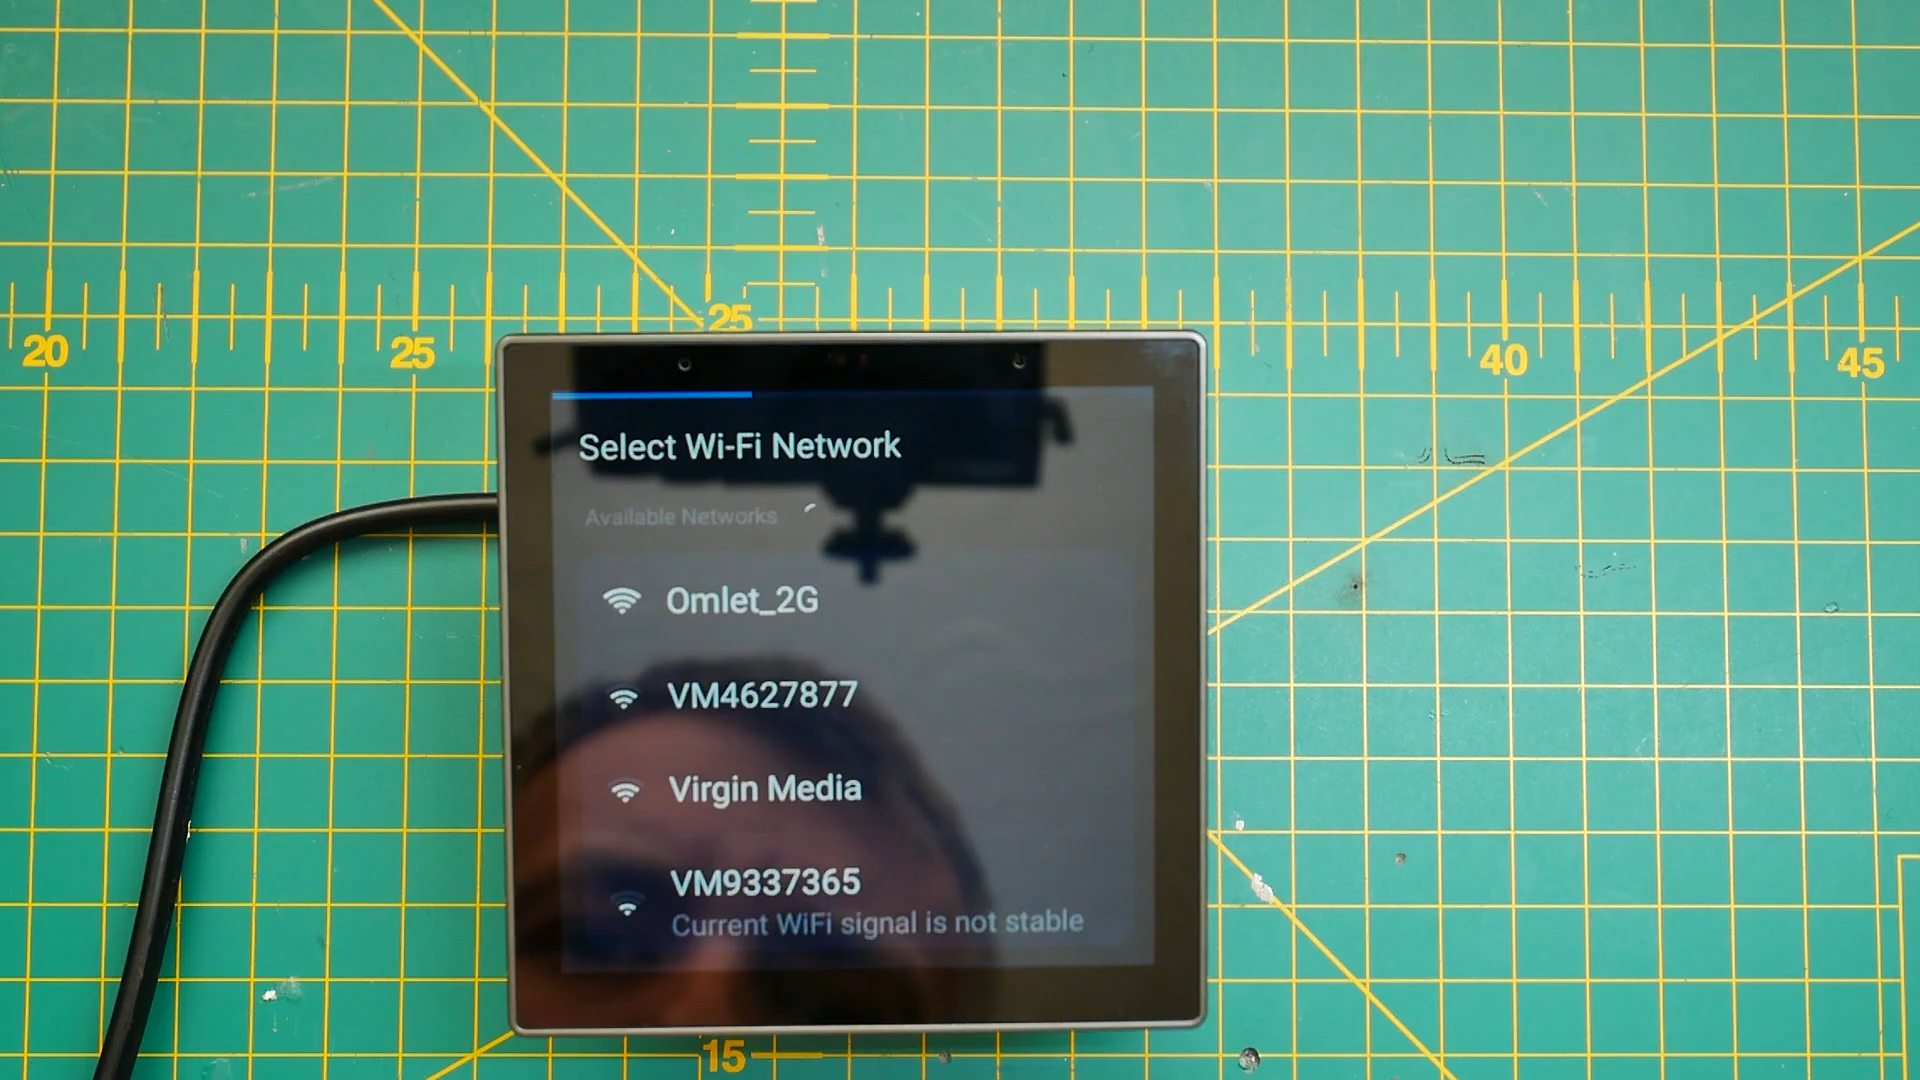 25
20
25
40
45
Select Wi-Fi Network
Available Networks
Omlet_2G
VM4627877
Virgin Media
VM9337365
Current WiFi signal is not stable
15